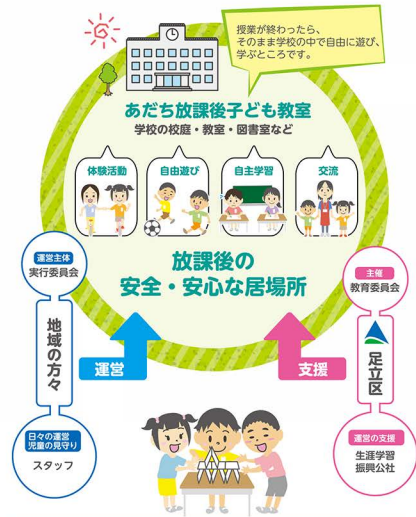 授業が終わったら、
そのまま学校の中で自由に遊び、
学ぶところです。
あだち放課後子ども教室
学校の校庭・教室・図書室など
体験活動
自由遊び
自主学習
交流
放課後の
安全・安心な居場所
運営主体
実行委員会
地域の方々
日々の運営
児童の見守り
スタッフ
運営
支援
主催
教育委員会
足立区
運営の支援
生涯学習
振興公社